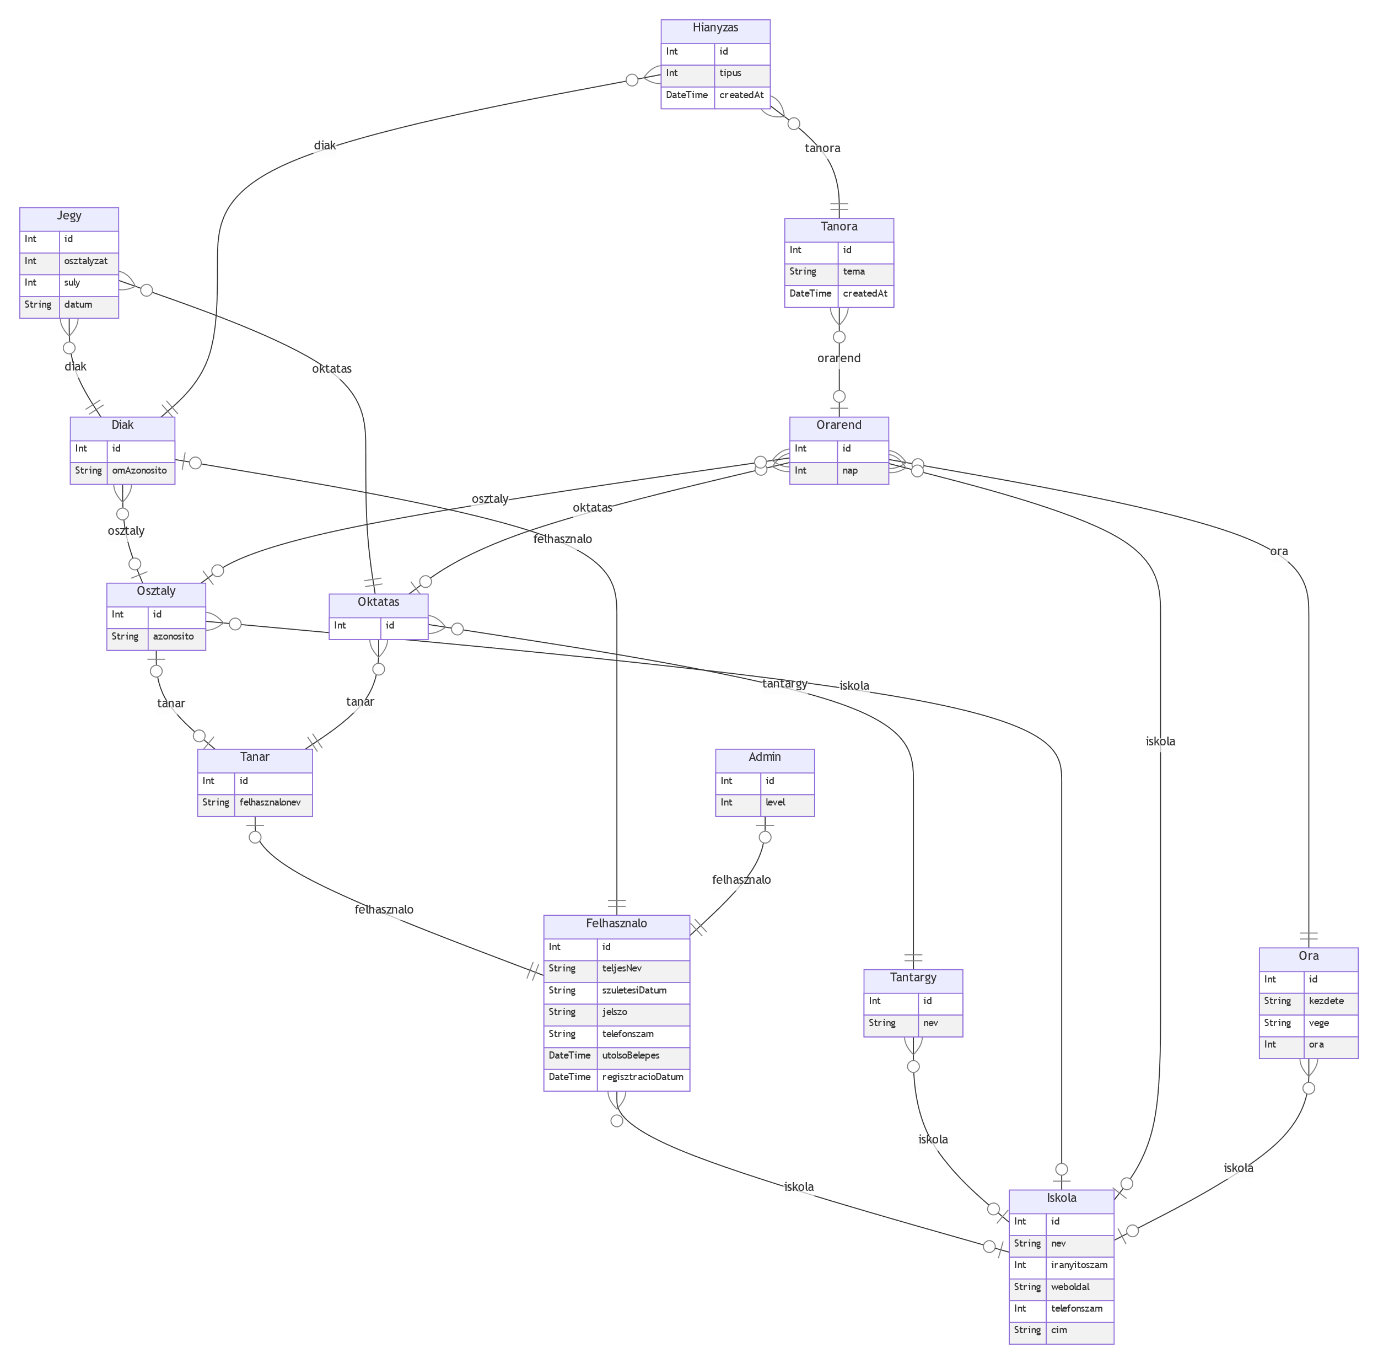 Hianyzas
Int id
Int tipus
DateTime createdAt
diak
tanora
Jegy
Int id
Int osztalyzat
Int suly
String datum
Tanora
Int id
String tema
DateTime createdAt
diak
oktatas
orarend
Diak
Int id
String omAzonosito
Orarend
Int id
Int nap
osztaly
oktatas
osztaly
felhasznalo
ora
Osztaly
Int id
String azonosito
Oktatas
Int id
tantargy
iskola
tanar
tanar
iskola
Tanar
Int id
String felhasznalonev
Admin
Int id
Int level
felhasznalo
felhasznalo
Felhasznalo
Int id
String teljesNev
String szuletesiDatum
String jelszo
String telefonszam
DateTime utolsoBelepes
DateTime regisztracioDatum
Tantargy
Int id
String nev
Ora
Int id
String kezdete
String vege
Int ora
iskola
iskola
iskola
Iskola
Int id
String nev
Int iranyitoszam
String weboldal
Int telefonszam
String cim